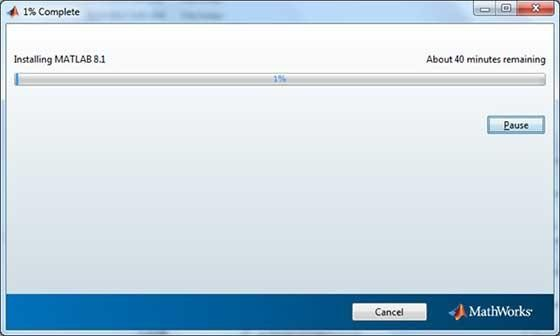 1% Complete
Installing MATLAB 8.1
About 40 minutes remaining
1%
Pause
Cancel
MathWorks®